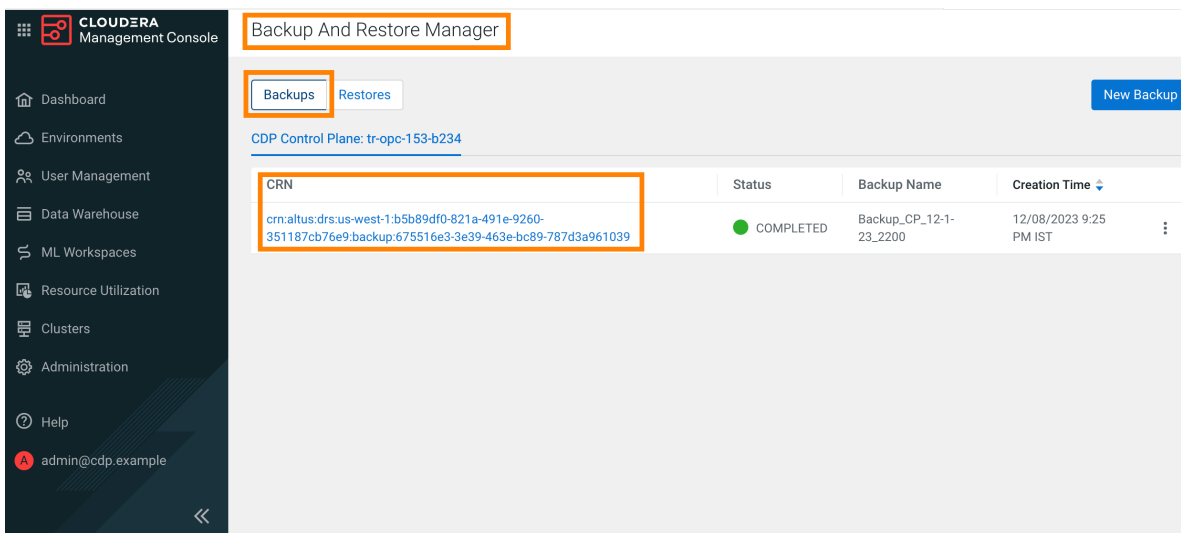 CLOUDERA
Management Console
Dashboard
Environments
User Management
Data Warehouse
ML Workspaces
Resource Utilization
Clusters
Administration
Help
A admin@cdp.example
Backup And Restore Manager
Backups Restores New Backup
CDP Control Plane: tr-opc-153-b234
CRN Status Backup Name Creation Time
crn:altus:drs:us-west-1:b5b89df0-821a-491e-9260-
351187cb76e9:backup:675516e3-3e39-463e-bc89-787d3a961039
COMPLETED
Backup_CP_12-1-
23_2200
12/08/2023 9:25
PM IST